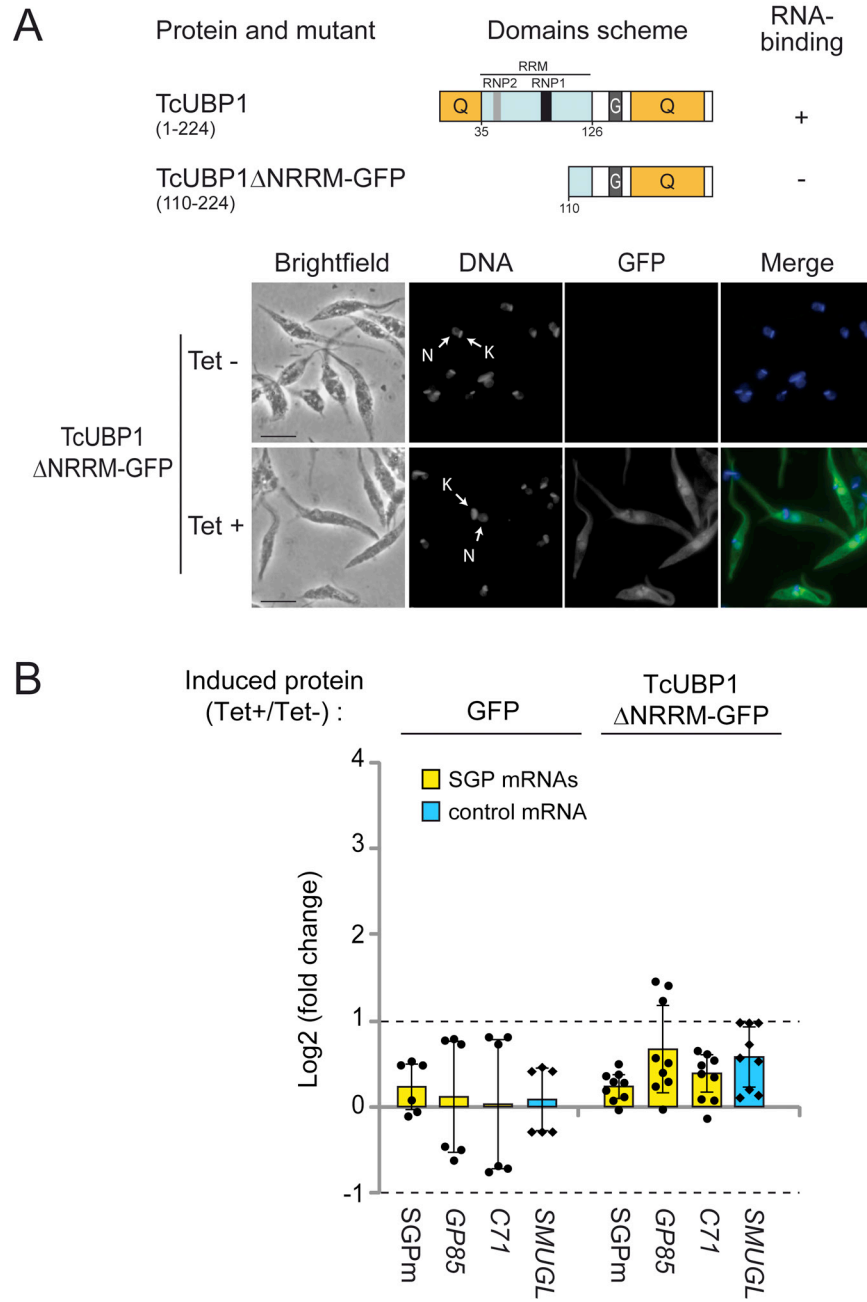 A
Protein and mutant
Domains scheme
RNA-
binding
RRM
RNP2 RNP1
TcUBP1
(1-224)
Q G Q
+
35 126
TcUBP1ΔNRRM-GFP
(110-224)
G Q
-
110
Brightfield DNA GFP Merge
TcUBP1
ΔNRRM-GFP
Tet -
N K
Tet +
K
N
B
Induced protein
(Tet+/Tet-) :
GFP
TcUBP1
ΔNRRM-GFP
Log2 (fold change)
4
3
2
1
0
-1
SGP mRNAs
control mRNA
SGPm
GP85
C71
SMUGL
SGPm
GP85
C71
SMUGL